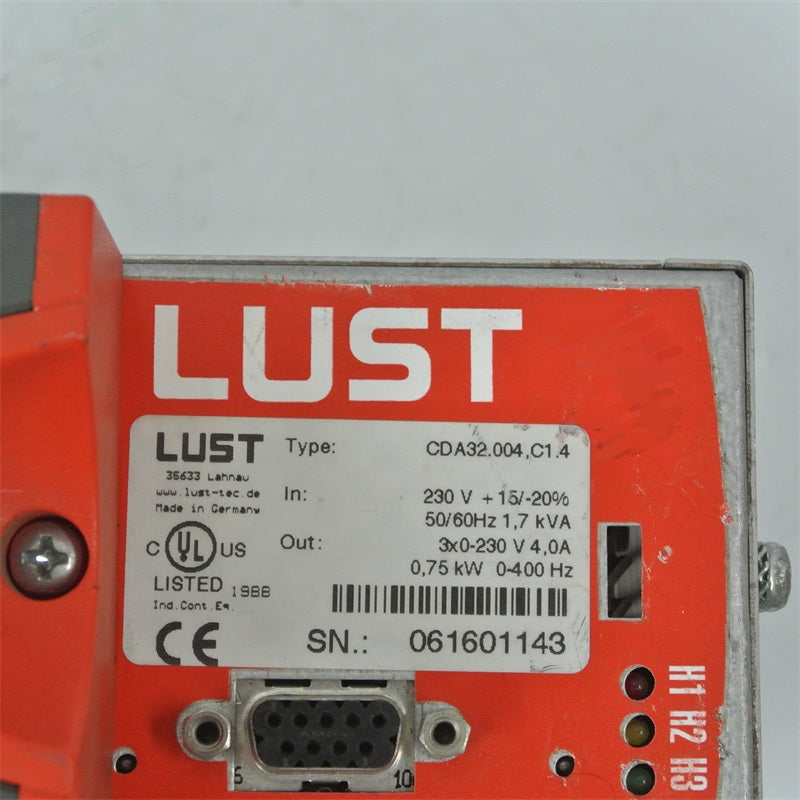 LUST
LUST
35633 Lahnau
www.lust-tec.de
Made in Germany
Type: CDA32.004,C1.4
In: 230 V +15/-20%
50/60Hz 1,7 kVA
Out: 3x0-230 V 4,0A
0,75 kW 0-400 Hz
C UL US
LISTED 1988
Ind.Cont.Eq.
CE
SN.: 061601143
H1 H2 H3
AMP
6 10